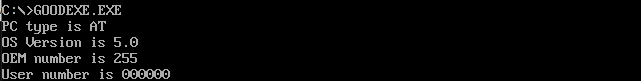 C:\>GOODEXE.EXE
PC type is AT
OS Version is 5.0
OEM number is 255
User number is 000000